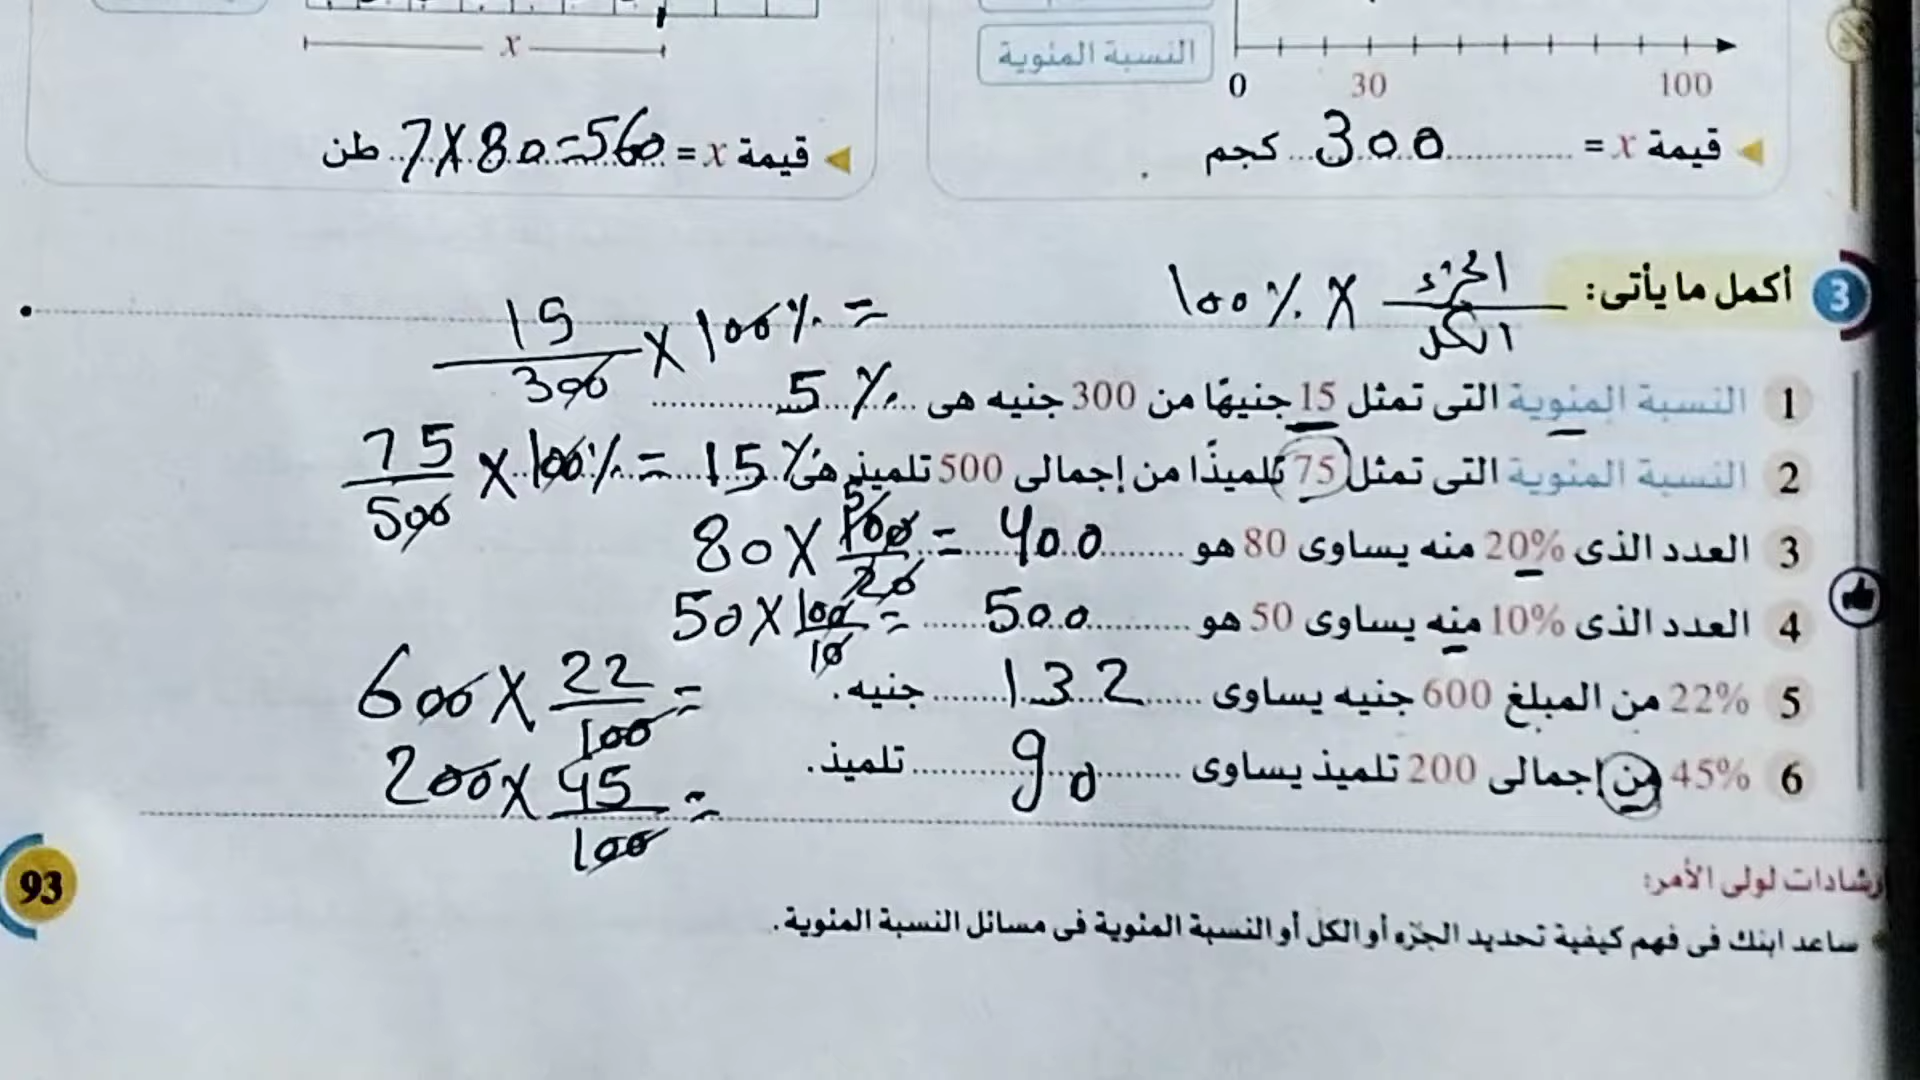 x
النسبة المئوية
0 30 100
قيمة x = 300 كجم
قيمة x = 7 X 80 = 560 طن
3 أكمل ما يأتى:
الجزء / الكل X 100%
15/300 X 100% =
1 النسبة المئوية التى تمثل 15 جنيهًا من 300 جنيه هى 5%
2 النسبة المئوية التى تمثل 75 تلميذًا من إجمالى 500 تلميذ هى 75/500 X 100% = 15%
3 العدد الذى 20% منه يساوى 80 هو 80 X 100/20 = 400
5
4 العدد الذى 10% منه يساوى 50 هو 50 X 100/10 = 500
5 22% من المبلغ 600 جنيه يساوى 132 جنيه.
600 X 22/100 =
6 45% من إجمالى 200 تلميذ يساوى 90 تلميذ.
200 X 45/100 =
رشادات لولى الأمر:
ساعد ابنك فى فهم كيفية تحديد الجزء أو الكل أو النسبة المئوية فى مسائل النسبة المئوية.
93